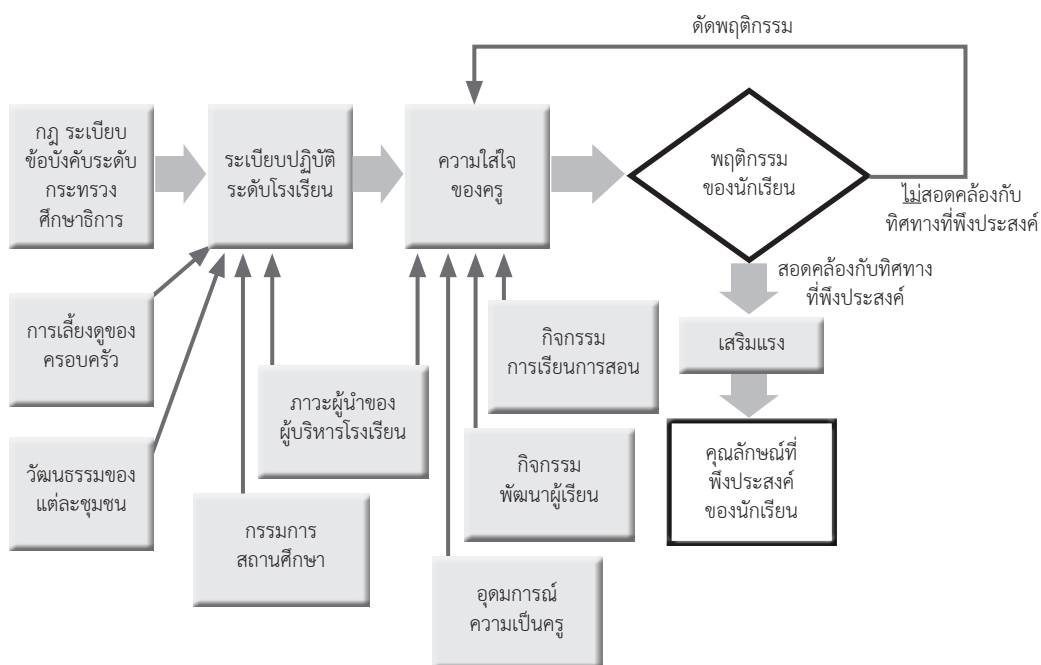 ดัดพฤติกรรม
กฎ ระเบียบ
ข้อบังคับระดับ
กระทรวง
ศึกษาธิการ
ระเบียบปฏิบัติ
ระดับโรงเรียน
ความใส่ใจ
ของครู
พฤติกรรม
ของนักเรียน
ไม่สอดคล้องกับ
ทิศทางที่พึงประสงค์
สอดคล้องกับทิศทาง
ที่พึงประสงค์
การเลี้ยงดูของ
ครอบครัว
กิจกรรม
การเรียนการสอน
เสริมแรง
ภาวะผู้นำของ
ผู้บริหารโรงเรียน
วัฒนธรรมของ
แต่ละชุมชน
กิจกรรม
พัฒนาผู้เรียน
คุณลักษณ์ที่
พึงประสงค์
ของนักเรียน
กรรมการ
สถานศึกษา
อุดมการณ์
ความเป็นครู